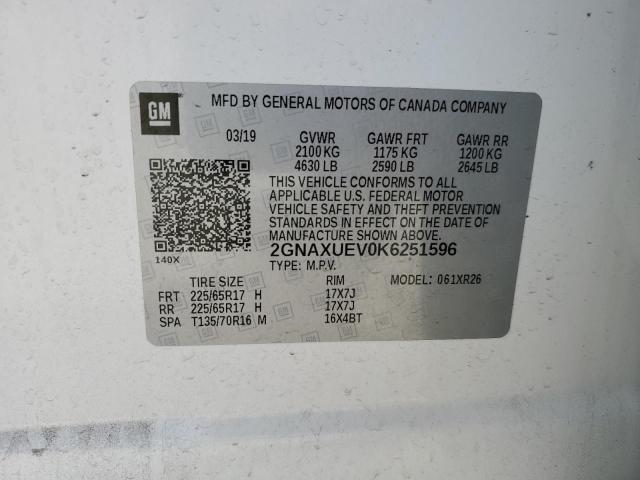 GM MFD BY GENERAL MOTORS OF CANADA COMPANY
03/19 GVWR GAWR FRT GAWR RR
2100 KG 1175 KG 1200 KG
4630 LB 2590 LB 2645 LB
THIS VEHICLE CONFORMS TO ALL
APPLICABLE U.S. FEDERAL MOTOR
VEHICLE SAFETY AND THEFT PREVENTION
STANDARDS IN EFFECT ON THE DATE OF
MANUFACTURE SHOWN ABOVE.
140X 2GNAXUEV0K6251596
TYPE: M.P.V. MODEL: 061XR26
TIRE SIZE RIM
FRT 225/65R17 H 17X7J
RR 225/65R17 H 17X7J
SPA T135/70R16 M 16X4BT